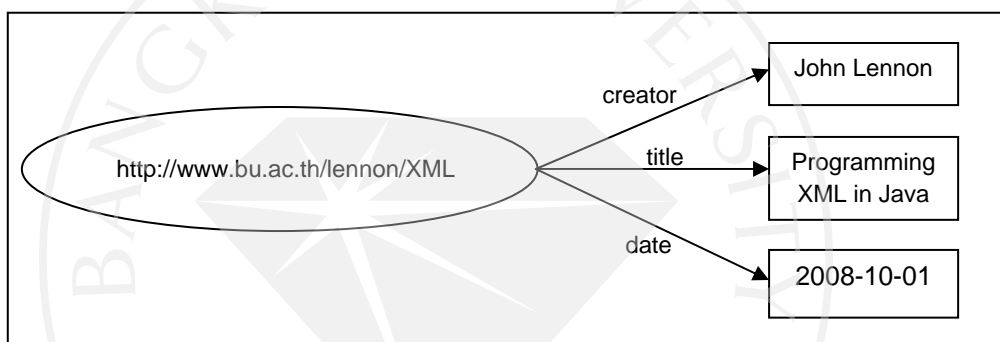 John Lennon
creator
http://www.bu.ac.th/lennon/XML
title
Programming
XML in Java
date
2008-10-01